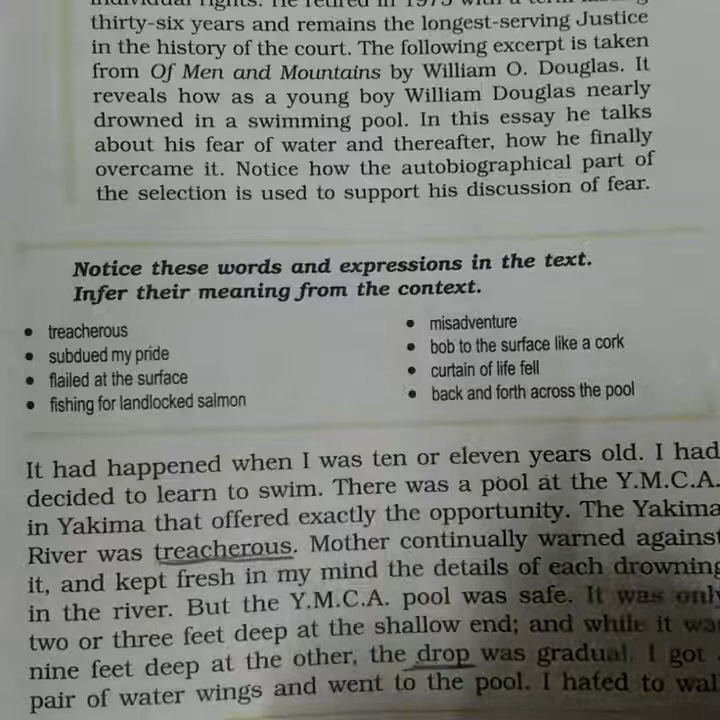 individual rights. He retired in 1975 with a term
thirty-six years and remains the longest-serving Justice
in the history of the court. The following excerpt is taken
from Of Men and Mountains by William O. Douglas. It
reveals how as a young boy William Douglas nearly
drowned in a swimming pool. In this essay he talks
about his fear of water and thereafter, how he finally
overcame it. Notice how the autobiographical part of
the selection is used to support his discussion of fear.
Notice these words and expressions in the text.
Infer their meaning from the context.
• treacherous
• subdued my pride
• flailed at the surface
• fishing for landlocked salmon
• misadventure
• bob to the surface like a cork
• curtain of life fell
• back and forth across the pool
It had happened when I was ten or eleven years old. I had
decided to learn to swim. There was a pool at the Y.M.C.A.
in Yakima that offered exactly the opportunity. The Yakima
River was treacherous. Mother continually warned against
it, and kept fresh in my mind the details of each drowning
in the river. But the Y.M.C.A. pool was safe. It was only
two or three feet deep at the shallow end; and while it was
nine feet deep at the other, the drop was gradual. I got
pair of water wings and went to the pool. I hated to wal